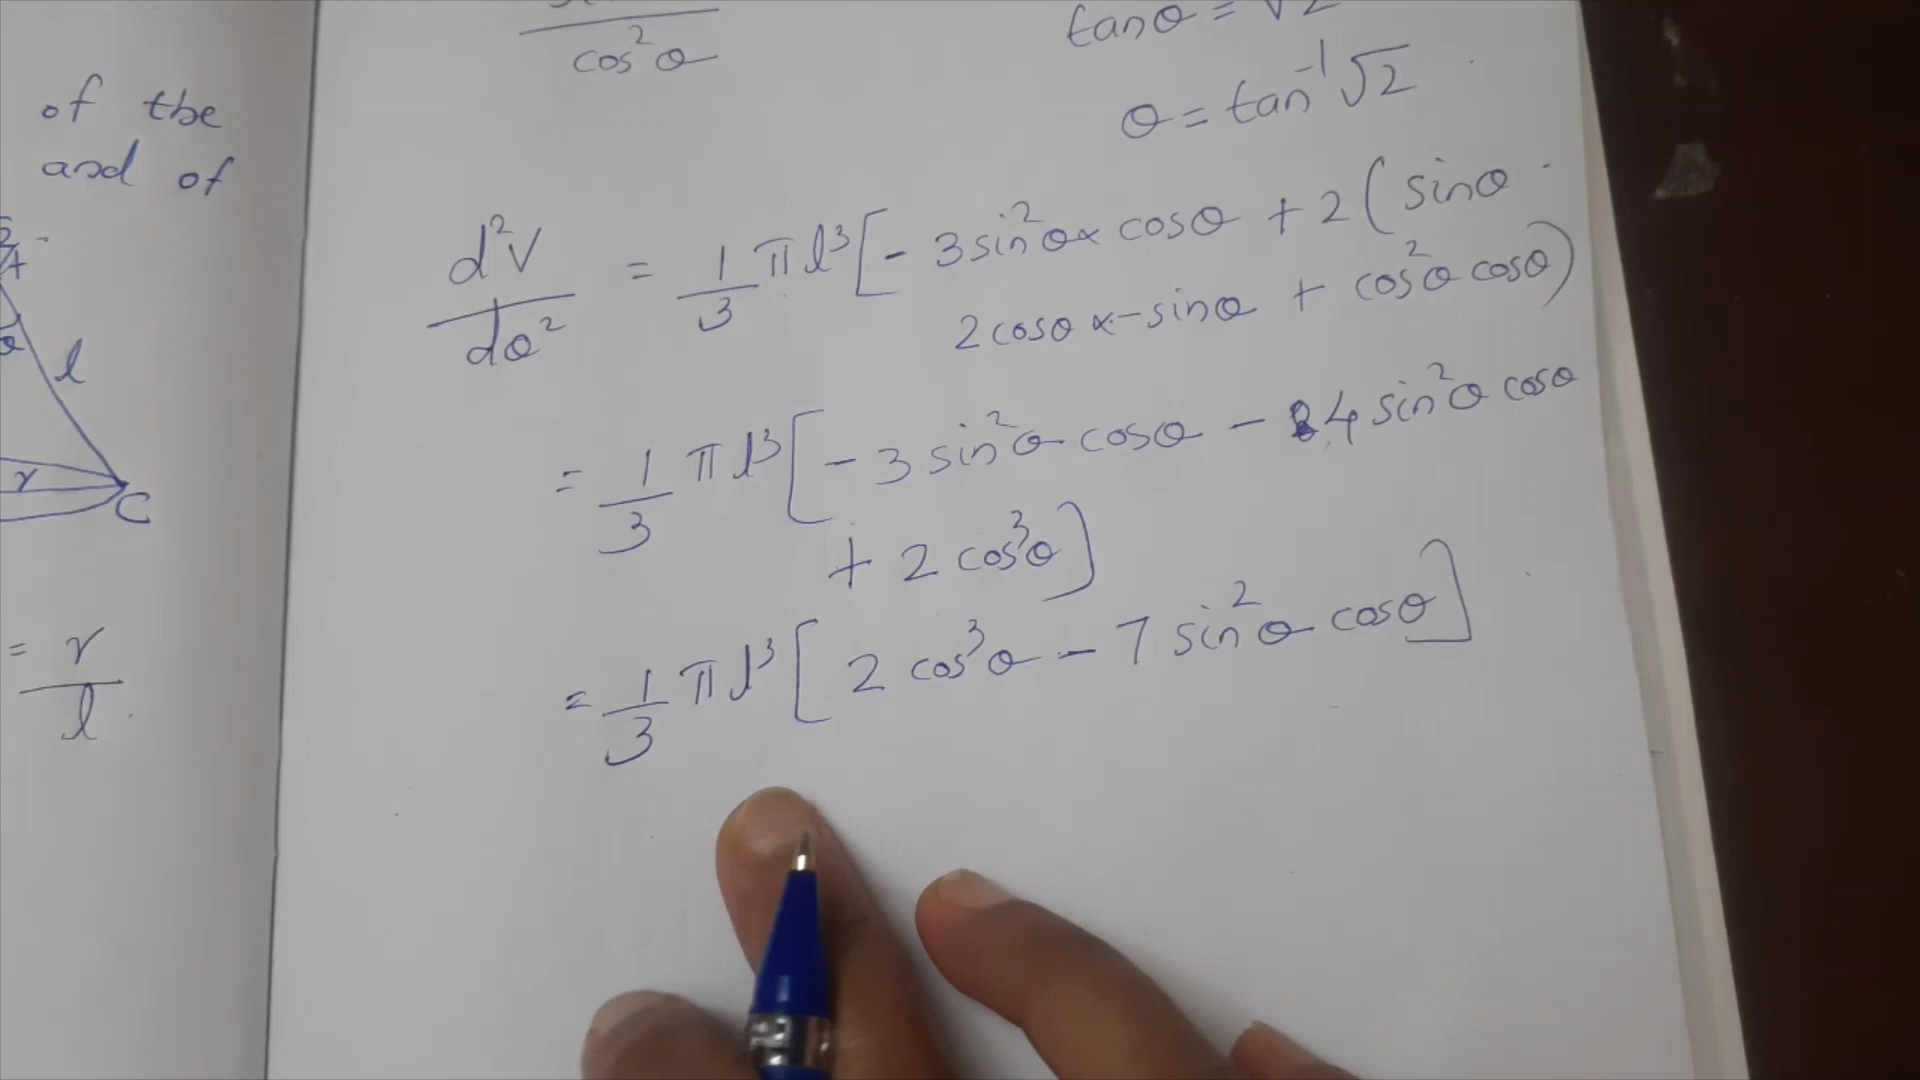 of the
and of
l
r
C
= r/l
cos²θ
tanθ = √2
θ = tan⁻¹√2
d²V/dθ² = 1/3 πl³[- 3sin²θ× cosθ + 2(sinθ ·
2cosθ ×-sinθ + cos²θ cosθ)
= 1/3 πl³[- 3 sin²θ cosθ - 4 sin²θ cosθ
+ 2 cos³θ]
= 1/3 πl³[2 cos³θ - 7 sin²θ cosθ]